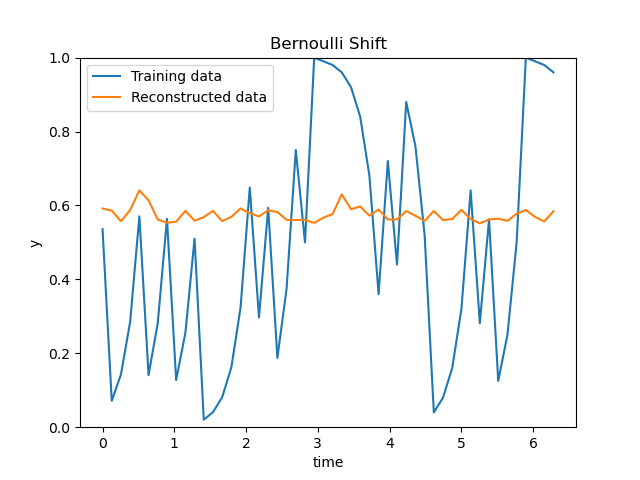 Bernoulli Shift
Training data
Reconstructed data
1.0
0.8
0.6
0.4
0.2
0.0
y
0 1 2 3 4 5 6
time